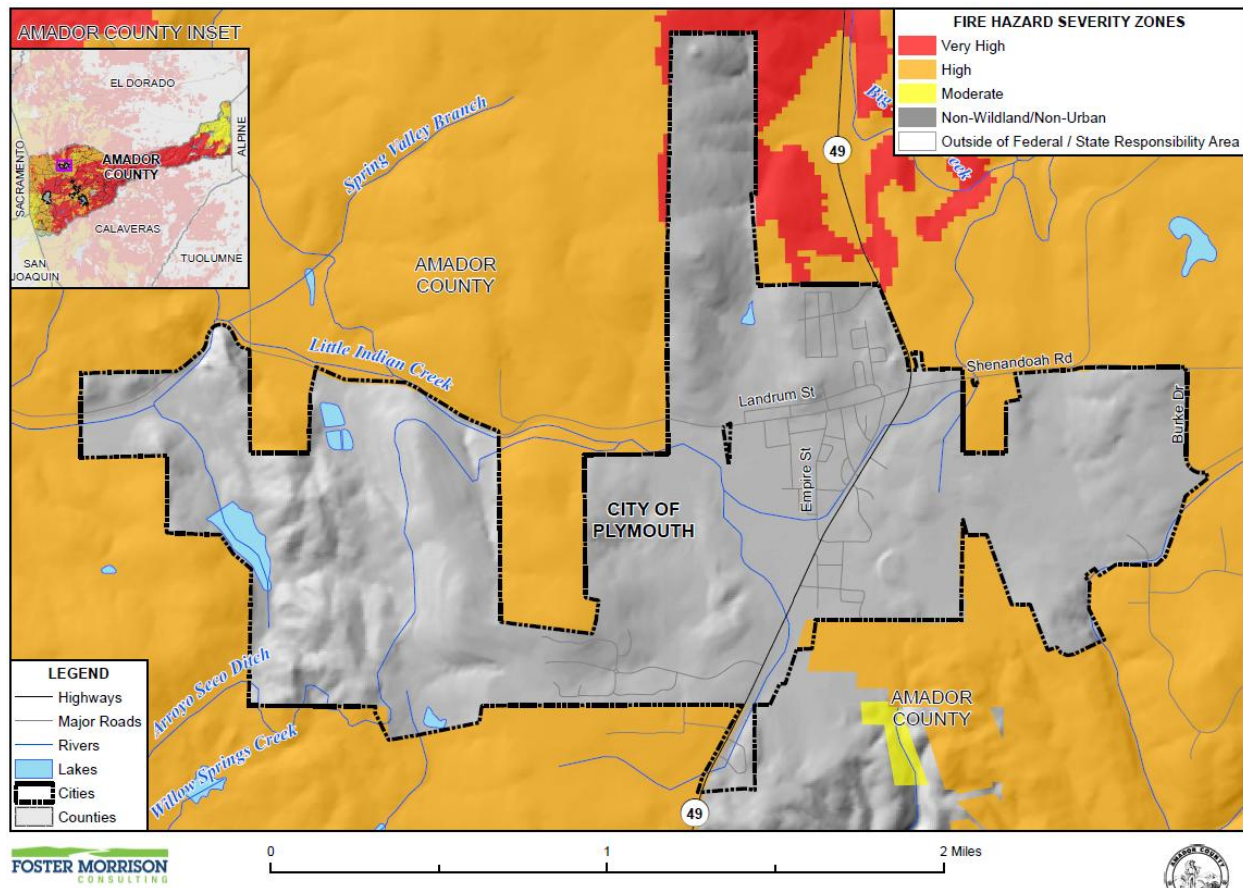 AMADOR COUNTY INSET
EL DORADO
ALPINE
SACRAMENTO
AMADOR
COUNTY
CALAVERAS
TUOLUMNE
SAN
JOAQUIN
FIRE HAZARD SEVERITY ZONES
Very High
High
Moderate
Non-Wildland/Non-Urban
Outside of Federal / State Responsibility Area
Spring Valley Branch
Big
49
AMADOR
COUNTY
Little Indian Creek
Shenandoah Rd
Landrum St
Burke Dr
Empire St
CITY OF
PLYMOUTH
Arroyo Seco Ditch
Willow Springs Creek
AMADOR
COUNTY
49
LEGEND
Highways
Major Roads
Rivers
Lakes
Cities
Counties
FOSTER MORRISON
CONSULTING
0
1
2 Miles
AMADOR COUNTY